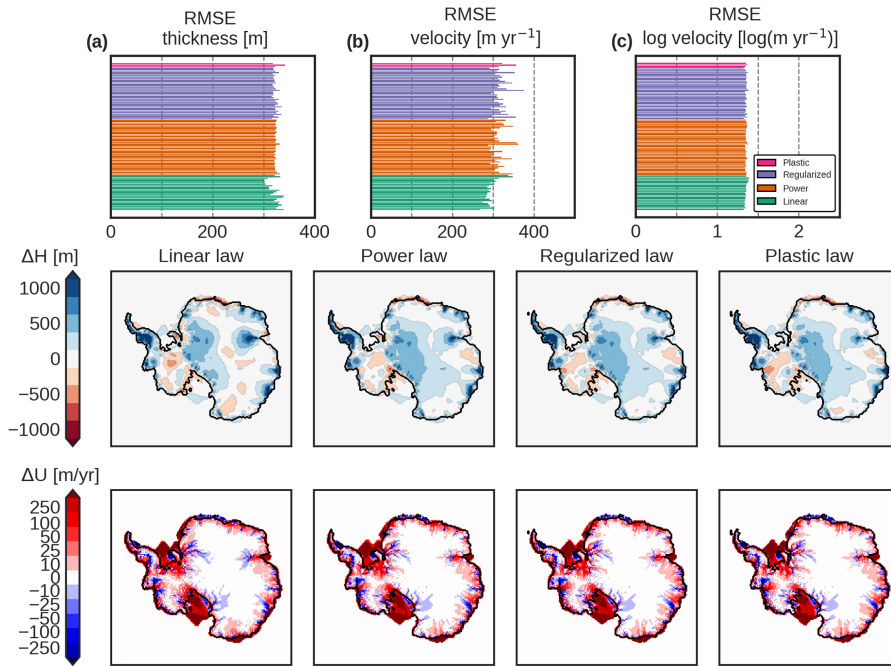 RMSE
thickness [m]
(a)
RMSE
velocity [m yr⁻¹]
(b)
RMSE
log velocity [log(m yr⁻¹)]
(c)
Plastic
Regularized
Power
Linear
0 200 400
0 200 400
0 1 2
ΔH [m]
Linear law
Power law
Regularized law
Plastic law
1000
500
0
−500
−1000
ΔU [m/yr]
250
100
50
25
10
0
−10
−25
−50
−100
−250